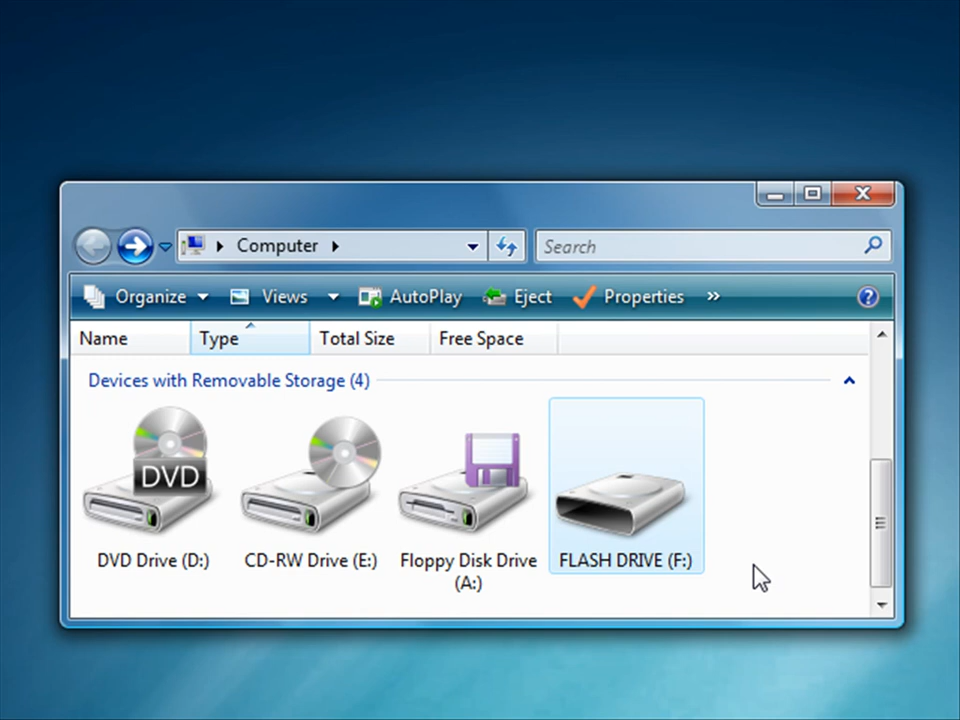 Computer
Search
Organize Views AutoPlay Eject Properties »
Name Type Total Size Free Space
Devices with Removable Storage (4)
DVD
DVD Drive (D:) CD-RW Drive (E:) Floppy Disk Drive (A:) FLASH DRIVE (F:)